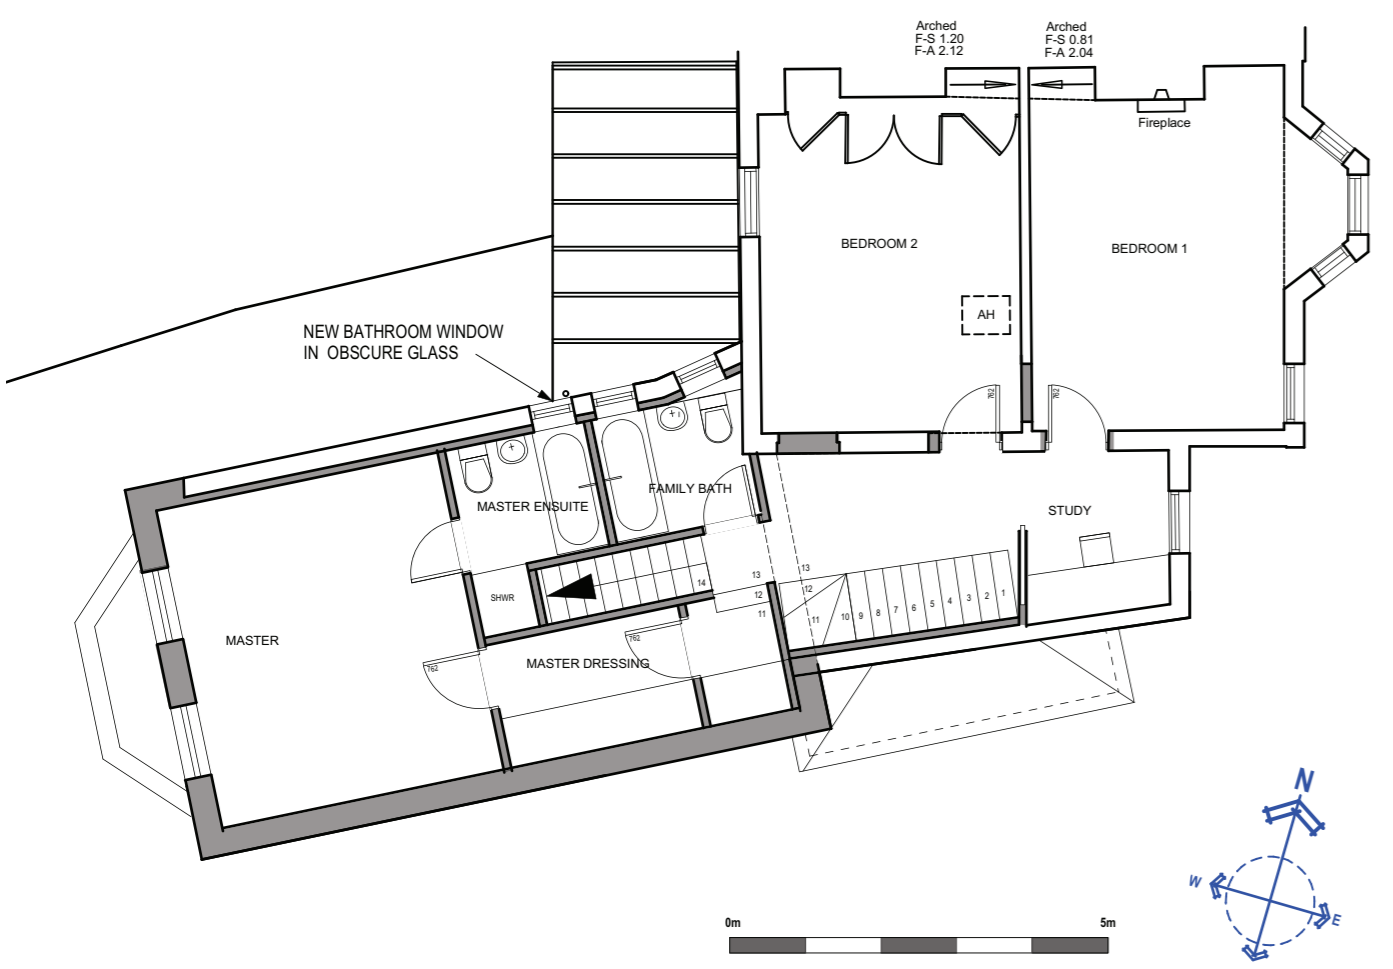 Arched
F-S 1.20
F-A 2.12
Arched
F-S 0.81
F-A 2.04
Fireplace
BEDROOM 2
BEDROOM 1
AH
NEW BATHROOM WINDOW
IN OBSCURE GLASS
762
762
FAMILY BATH
MASTER ENSUITE
STUDY
SHWR
14
13
12
11
13
12
11
10
9
8
7
6
5
4
3
2
1
MASTER
762
MASTER DRESSING
762
N
W
E
0m
5m